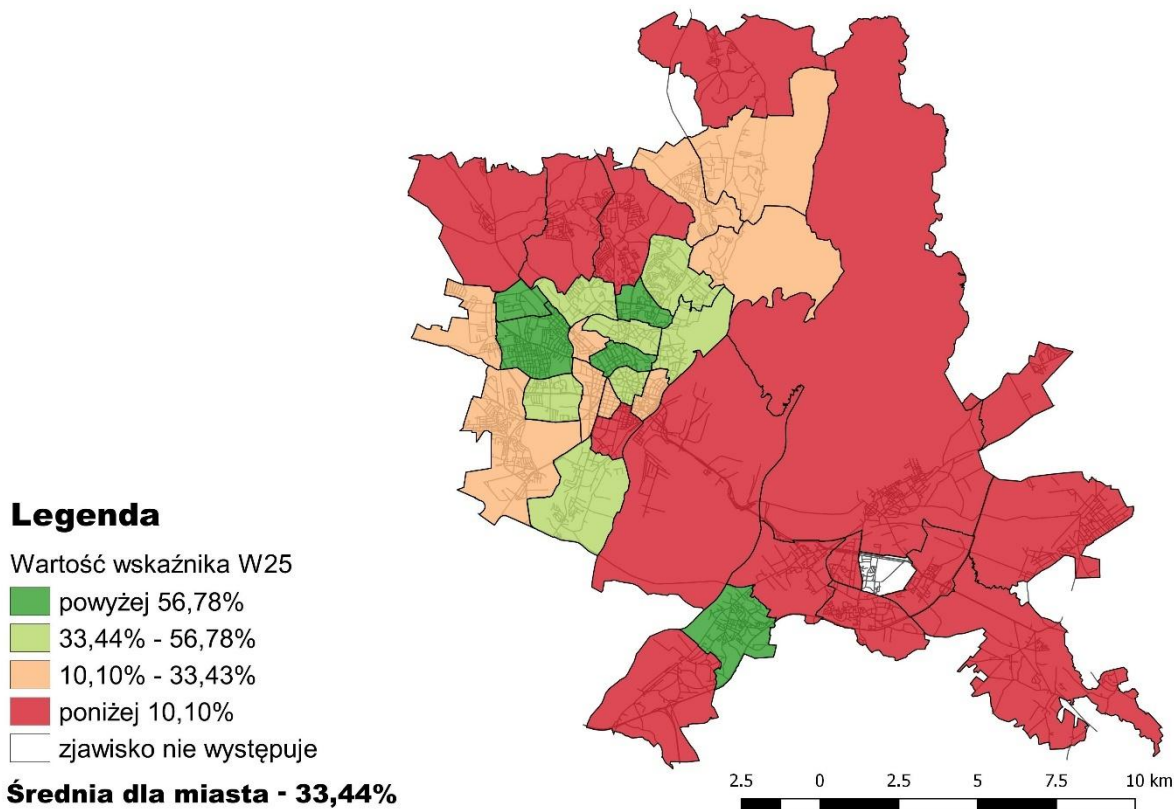 Legenda
Wartość wskaźnika W25
powyżej 56,78%
33,44% - 56,78%
10,10% - 33,43%
poniżej 10,10%
zjawisko nie występuje
Średnia dla miasta - 33,44%
2.5 0 2.5 5 7.5 10 km